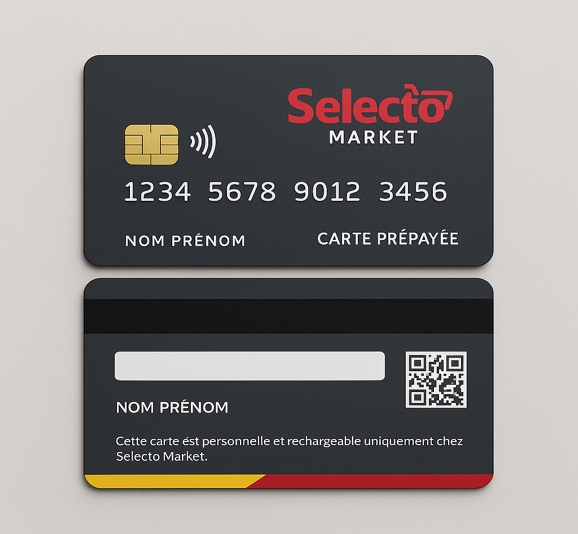 Selecto
MARKET
1234 5678 9012 3456
NOM PRÉNOM
CARTE PRÉPAYÉE
NOM PRÉNOM
Cette carte ést personnelle et rechargeable uniquement chez
Selecto Market.